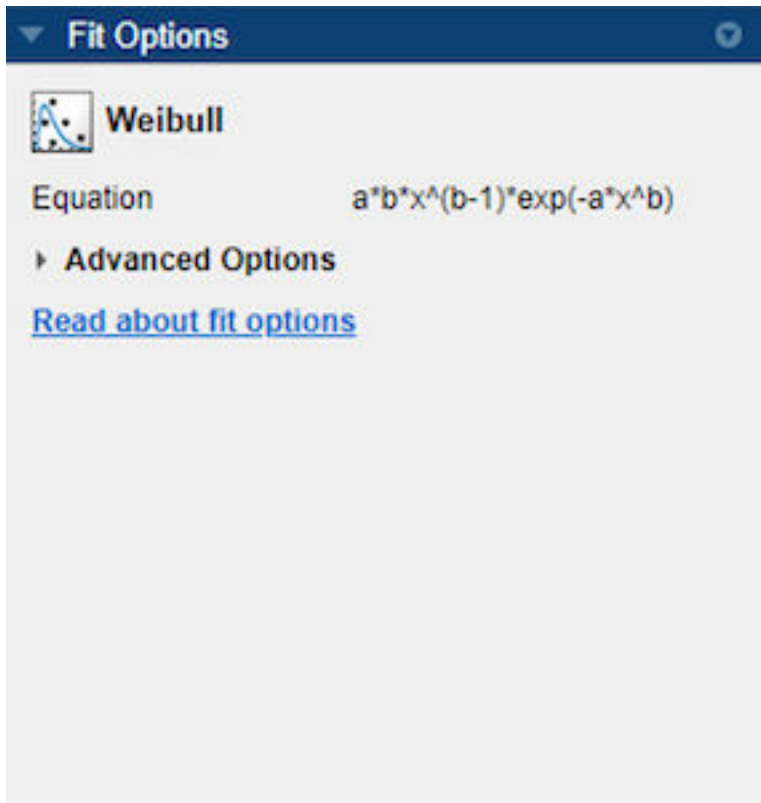 Fit Options
Weibull
Equation a*b*x^(b-1)*exp(-a*x^b)
Advanced Options
Read about fit options